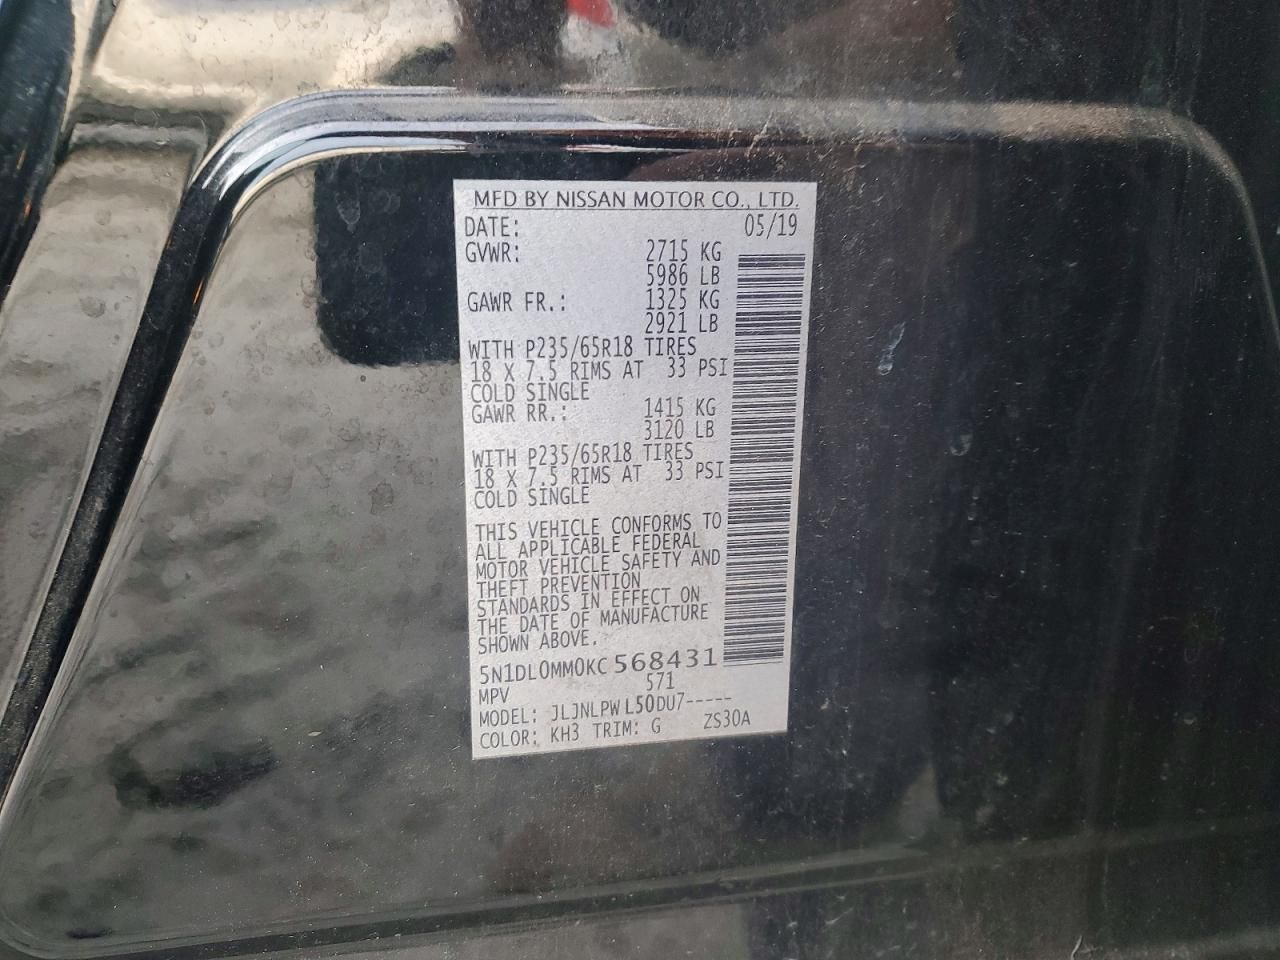 MFD BY NISSAN MOTOR CO., LTD.
DATE: 05/19
GVWR: 2715 KG
5986 LB
GAWR FR.: 1325 KG
2921 LB
WITH P235/65R18 TIRES
18 X 7.5 RIMS AT 33 PSI
COLD SINGLE
GAWR RR.: 1415 KG
3120 LB
WITH P235/65R18 TIRES
18 X 7.5 RIMS AT 33 PSI
COLD SINGLE
THIS VEHICLE CONFORMS TO
ALL APPLICABLE FEDERAL
MOTOR VEHICLE SAFETY AND
THEFT PREVENTION
STANDARDS IN EFFECT ON
THE DATE OF MANUFACTURE
SHOWN ABOVE.
5N1DL0MM0KC568431
MPV 571
MODEL: JLJNLPWL50DU7-----
COLOR: KH3 TRIM: G ZS30A